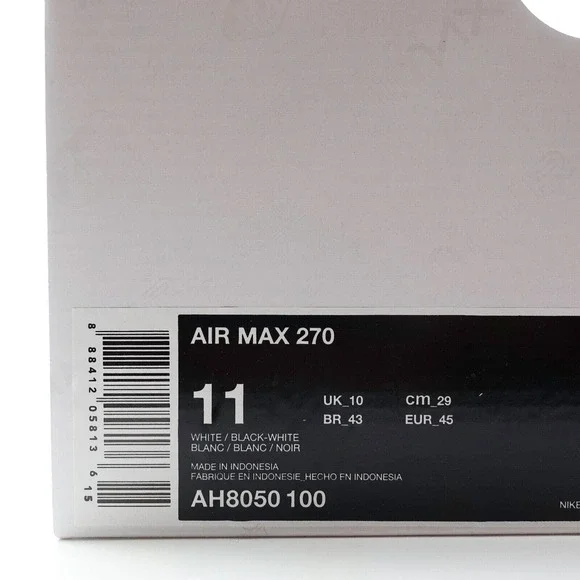 AIR MAX 270
11
UK_10 cm_29
BR_43 EUR_45
WHITE / BLACK-WHITE
BLANC / BLANC / NOIR
MADE IN INDONESIA
FABRIQUE EN INDONESIE_HECHO EN INDONESIA
AH8050 100
NIKE
8 88412 05813 6 15